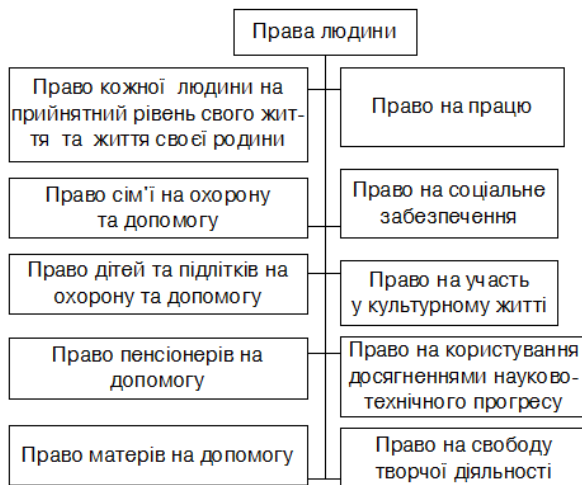 Права людини
Право кожної людини на
прийнятний рівень свого жит-
тя та життя своєї родини
Право на працю
Право сім'ї на охорону
та допомогу
Право на соціальне
забезпечення
Право дітей та підлітків на
охорону та допомогу
Право на участь
у культурному житті
Право пенсіонерів на
допомогу
Право на користування
досягненнями науково-
технічного прогресу
Право матерів на допомогу
Право на свободу
творчої діяльності